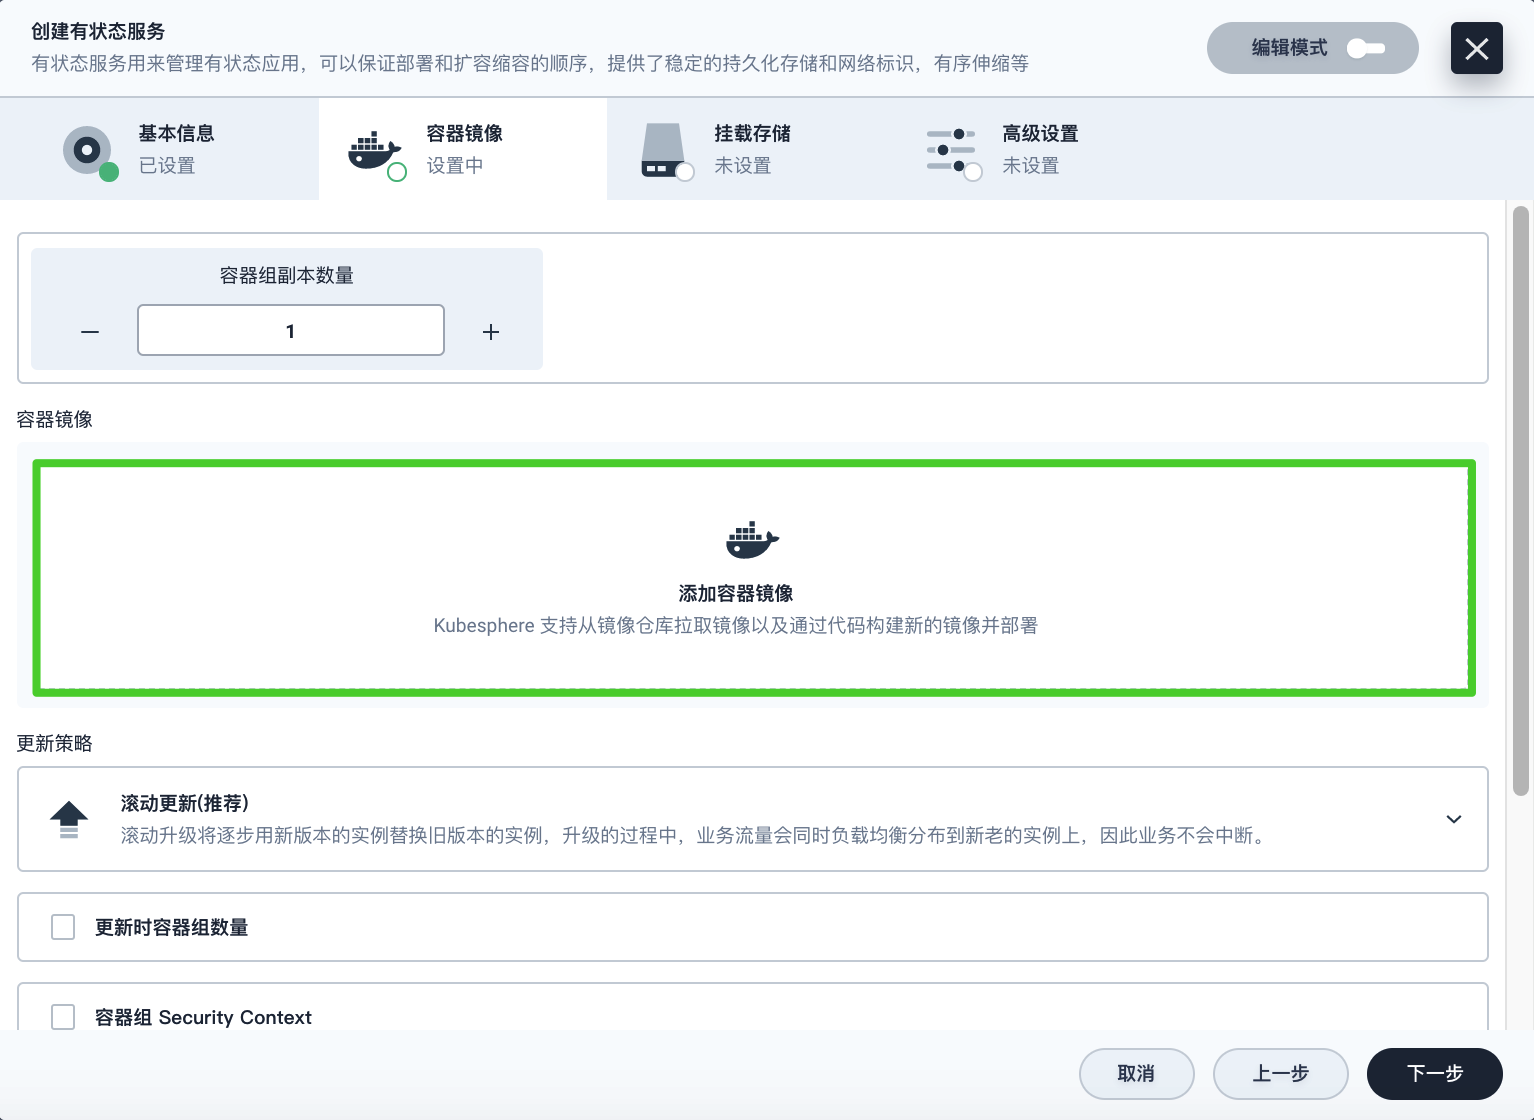 创建有状态服务
有状态服务用来管理有状态应用，可以保证部署和扩容缩容的顺序，提供了稳定的持久化存储和网络标识，有序伸缩等
编辑模式
基本信息
已设置
容器镜像
设置中
挂载存储
未设置
高级设置
未设置
容器组副本数量
1
容器镜像
添加容器镜像
Kubesphere 支持从镜像仓库拉取镜像以及通过代码构建新的镜像并部署
更新策略
滚动更新(推荐)
滚动升级将逐步用新版本的实例替换旧版本的实例，升级的过程中，业务流量会同时负载均衡分布到新老的实例上，因此业务不会中断。
更新时容器组数量
容器组 Security Context
取消
上一步
下一步